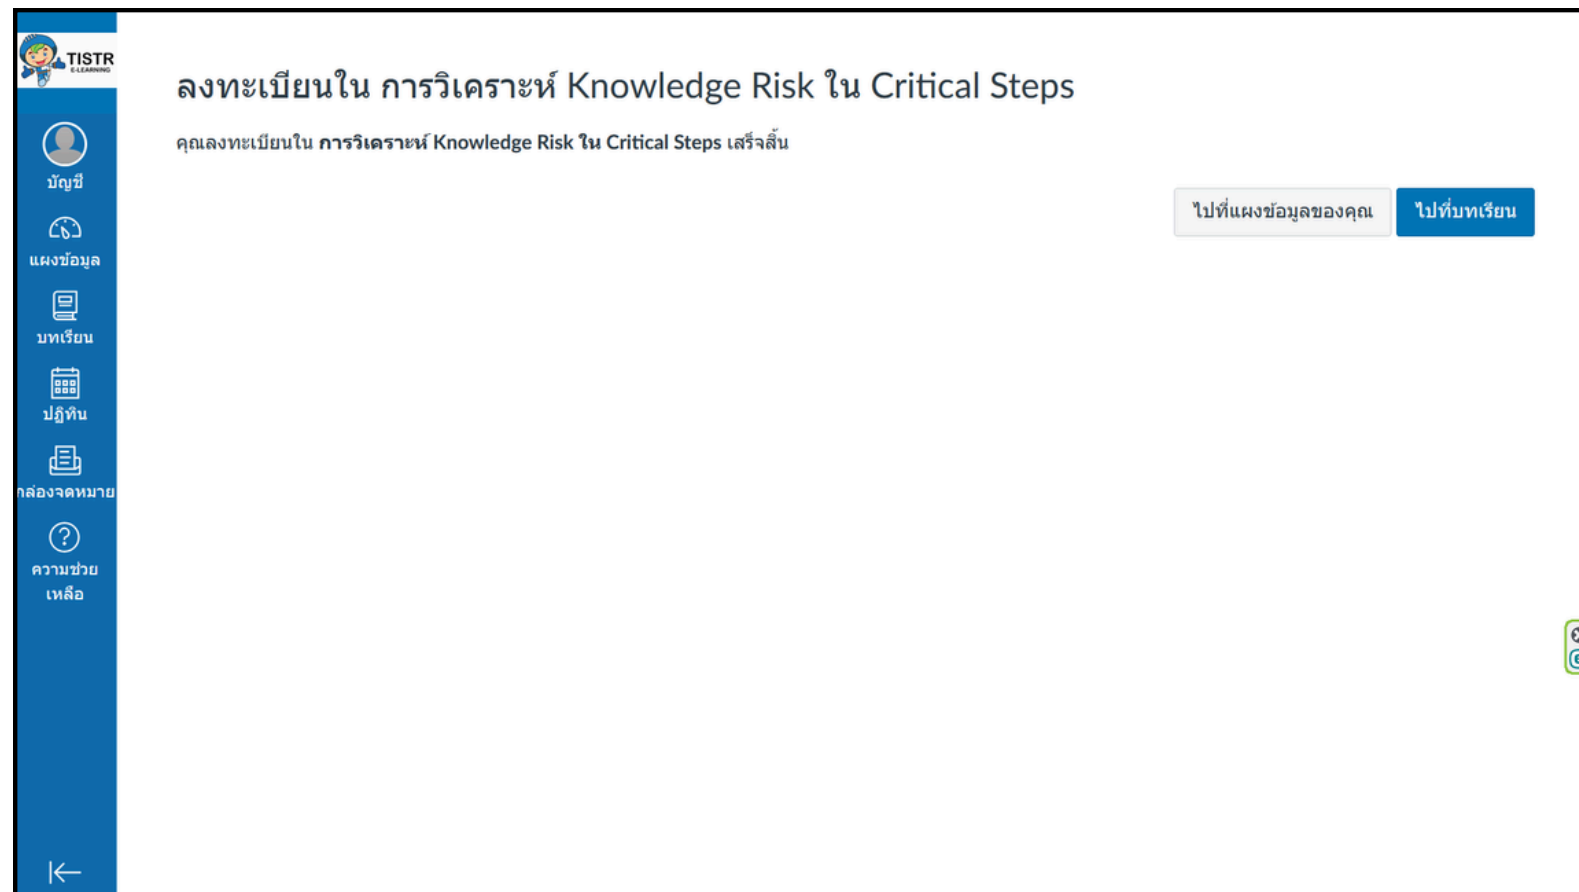 TISTR
E-LEARNING
ลงทะเบียนใน การวิเคราะห์ Knowledge Risk ใน Critical Steps
คุณลงทะเบียนใน การวิเคราะห์ Knowledge Risk ใน Critical Steps เสร็จสิ้น
ไปที่แผงข้อมูลของคุณ
ไปที่บทเรียน
บัญชี
แผงข้อมูล
บทเรียน
ปฏิทิน
กล่องจดหมาย
ความช่วย
เหลือ